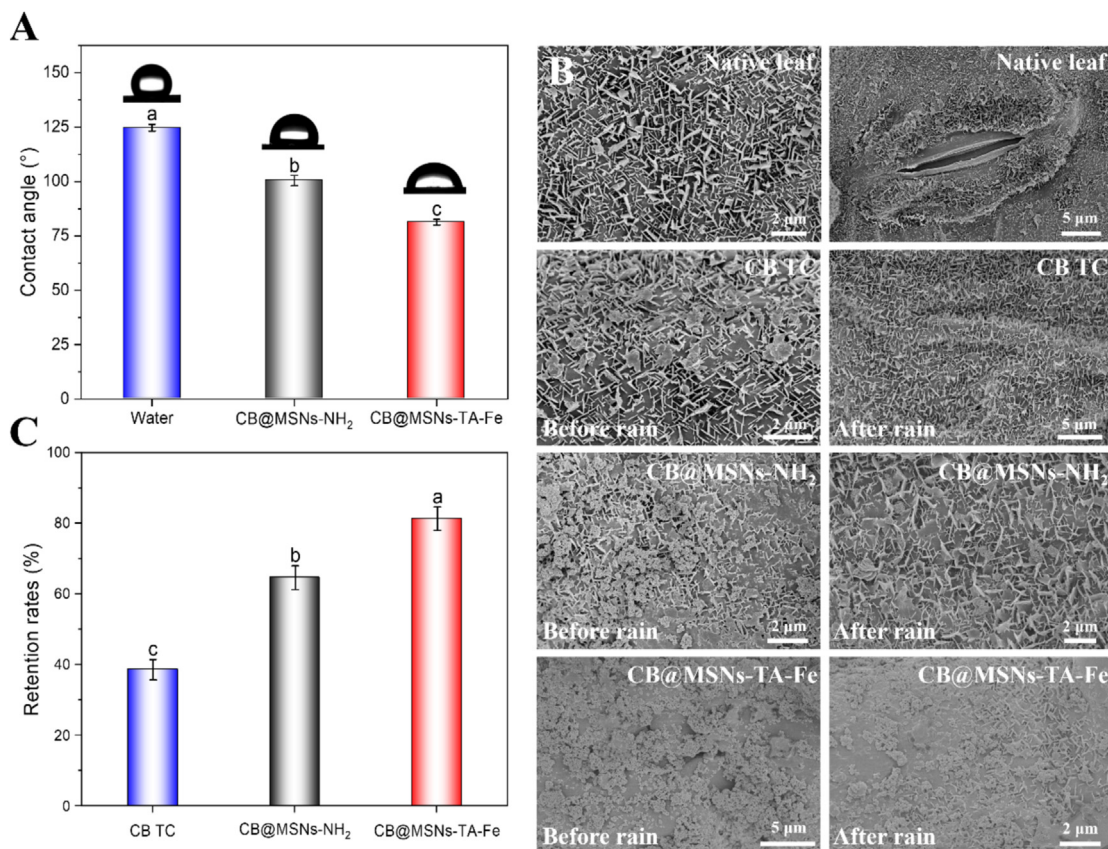 A
150
125
100
75
50
25
0
Contact angle (°)
a
b
c
Water
CB@MSNs-NH₂
CB@MSNs-TA-Fe
B
Native leaf
2 μm
Native leaf
5 μm
CB TC
Before rain
2 μm
CB TC
After rain
5 μm
CB@MSNs-NH₂
Before rain
2 μm
CB@MSNs-NH₂
After rain
2 μm
CB@MSNs-TA-Fe
Before rain
5 μm
CB@MSNs-TA-Fe
After rain
2 μm
C
100
80
60
40
20
0
Retention rates (%)
c
b
a
CB TC
CB@MSNs-NH₂
CB@MSNs-TA-Fe